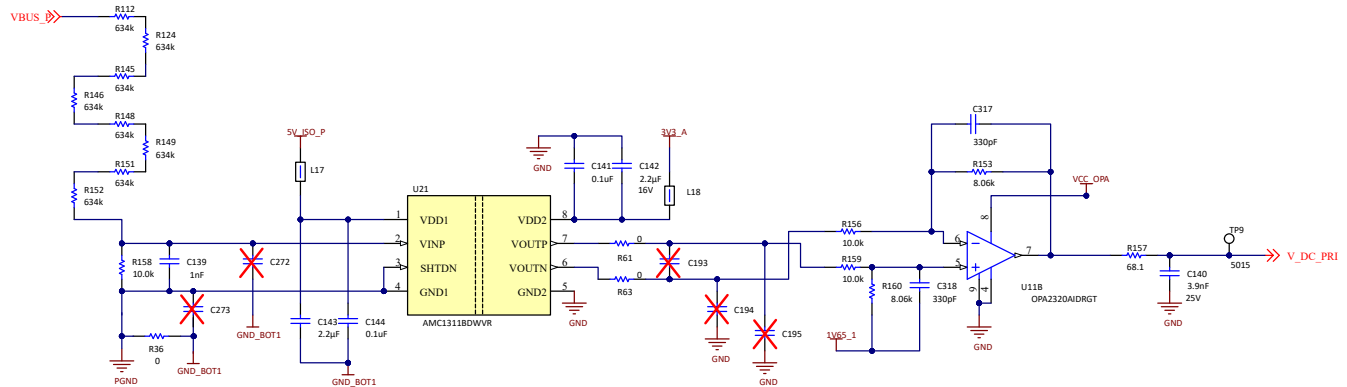 VBUS_P
R112
634k
R124
634k
R145
634k
R146
634k
R148
634k
R149
634k
R151
634k
R152
634k
R158
10.0k
C139
1nF
C272
C273
R36
0
PGND
GND_BOT1
GND_BOT1
5V_ISO_P
L17
C143
2.2μF
C144
0.1uF
GND_BOT1
U21
1
VDD1
2
VINP
3
SHTDN
4
GND1
VDD2
8
VOUTP
7
VOUTN
6
GND2
5
AMC1311BDWVR
GND
GND
C141
0.1uF
C142
2.2μF
16V
3V3_A
L18
R61
0
R63
0
C193
C194
GND
C195
GND
R156
10.0k
R159
10.0k
R160
8.06k
C318
330pF
1V65_1
C317
330pF
R153
8.06k
VCC_OPA
8
6
5
7
9
4
U11B
OPA2320AIDRGT
GND
R157
68.1
C140
3.9nF
25V
GND
TP9
5015
V_DC_PRI